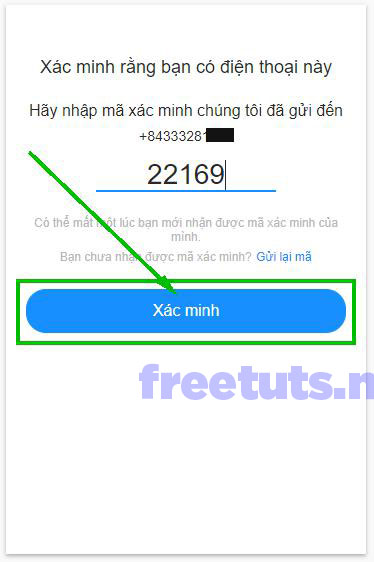 Xác minh rằng bạn có điện thoại này
Hãy nhập mã xác minh chúng tôi đã gửi đến
+84333281
22169
Có thể mất một lúc bạn mới nhận được mã xác minh của
mình.
Bạn chưa nhận được mã xác minh? Gửi lại mã
Xác minh
freetuts.n